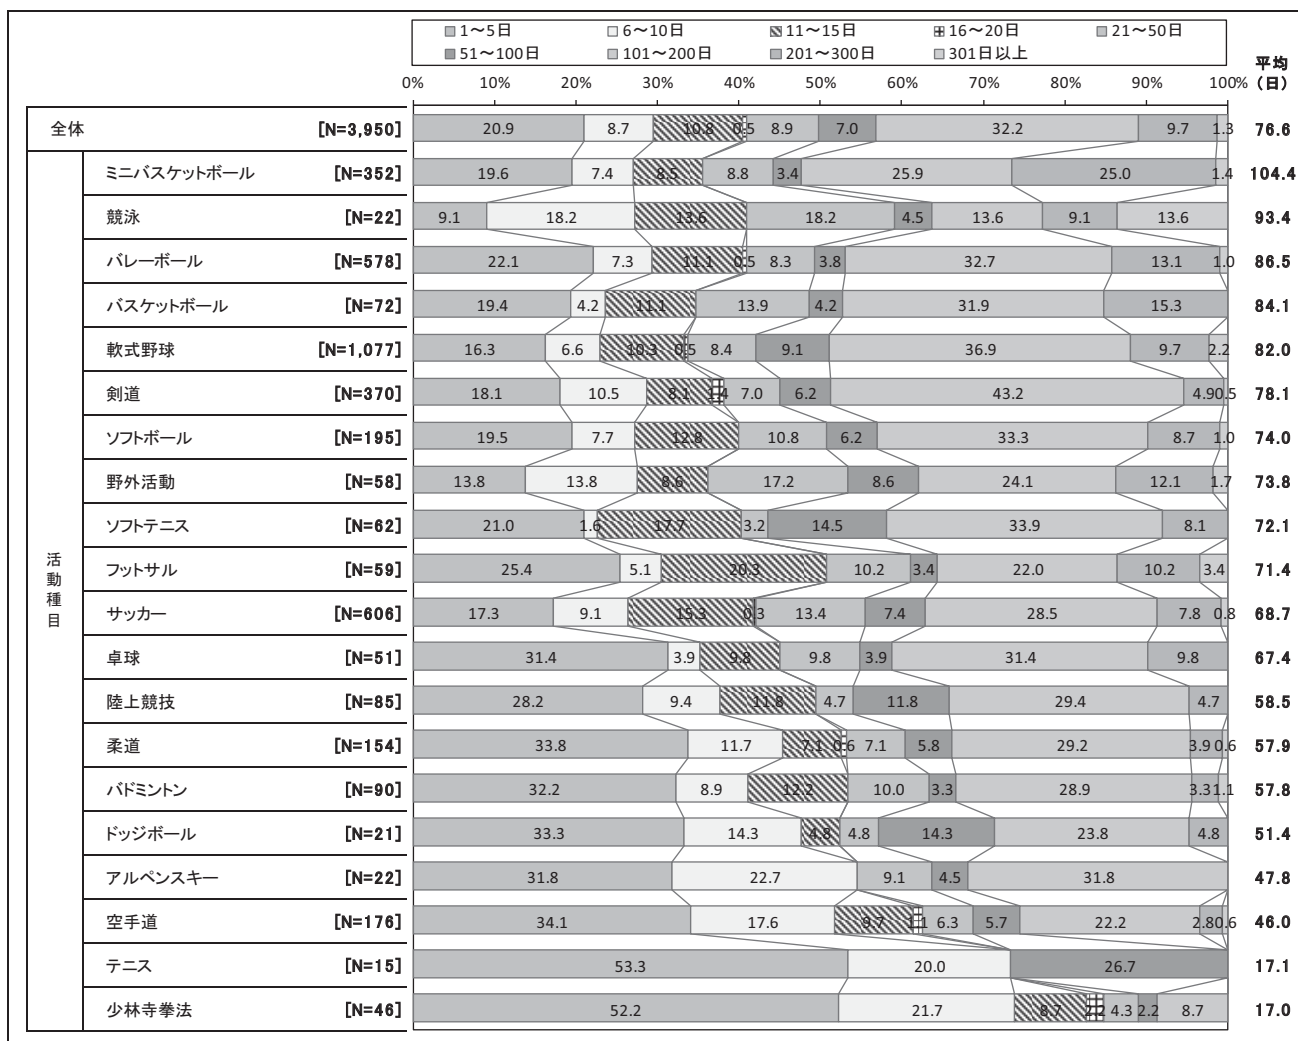 1～5日 6～10日 11～15日 16～20日 21～50日
51～100日 101～200日 201～300日 301日以上
平均
0% 10% 20% 30% 40% 50% 60% 70% 80% 90% 100% (日)
全体 [N=3,950] 20.9 8.7 10.8 0.5 8.9 7.0 32.2 9.7 1.3 76.6
ミニバスケットボール [N=352] 19.6 7.4 8.5 8.8 3.4 25.9 25.0 1.4 104.4
競泳 [N=22] 9.1 18.2 13.6 18.2 4.5 13.6 9.1 13.6 93.4
バレーボール [N=578] 22.1 7.3 11.1 0.5 8.3 3.8 32.7 13.1 1.0 86.5
バスケットボール [N=72] 19.4 4.2 11.1 13.9 4.2 31.9 15.3 84.1
軟式野球 [N=1,077] 16.3 6.6 10.3 0.5 8.4 9.1 36.9 9.7 2.2 82.0
剣道 [N=370] 18.1 10.5 8.1 1.4 7.0 6.2 43.2 4.9 0.5 78.1
ソフトボール [N=195] 19.5 7.7 12.8 10.8 6.2 33.3 8.7 1.0 74.0
野外活動 [N=58] 13.8 13.8 8.6 17.2 8.6 24.1 12.1 1.7 73.8
ソフトテニス [N=62] 21.0 1.6 17.7 3.2 14.5 33.9 8.1 72.1
活動種目
フットサル [N=59] 25.4 5.1 20.3 10.2 3.4 22.0 10.2 3.4 71.4
サッカー [N=606] 17.3 9.1 15.3 0.3 13.4 7.4 28.5 7.8 0.8 68.7
卓球 [N=51] 31.4 3.9 9.8 9.8 3.9 31.4 9.8 67.4
陸上競技 [N=85] 28.2 9.4 11.8 4.7 11.8 29.4 4.7 58.5
柔道 [N=154] 33.8 11.7 7.1 0.6 7.1 5.8 29.2 3.9 0.6 57.9
バドミントン [N=90] 32.2 8.9 12.2 10.0 3.3 28.9 3.3 1.1 57.8
ドッジボール [N=21] 33.3 14.3 4.8 4.8 14.3 23.8 4.8 51.4
アルペンスキー [N=22] 31.8 22.7 9.1 4.5 31.8 47.8
空手道 [N=176] 34.1 17.6 9.7 1.1 6.3 5.7 22.2 2.8 0.6 46.0
テニス [N=15] 53.3 20.0 26.7 17.1
少林寺拳法 [N=46] 52.2 21.7 8.7 2.2 4.3 2.2 8.7 17.0